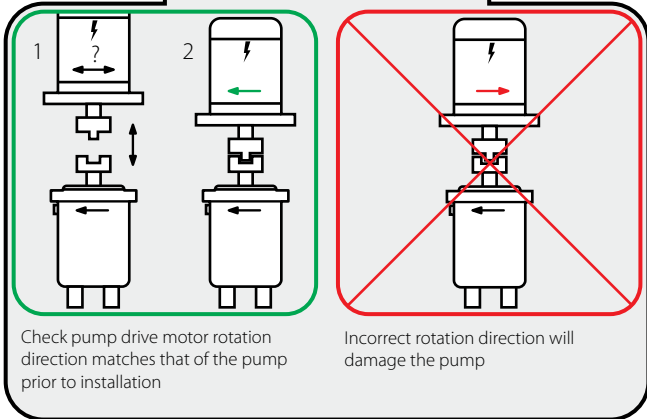 1
?
2
Check pump drive motor rotation
direction matches that of the pump
prior to installation
Incorrect rotation direction will
damage the pump